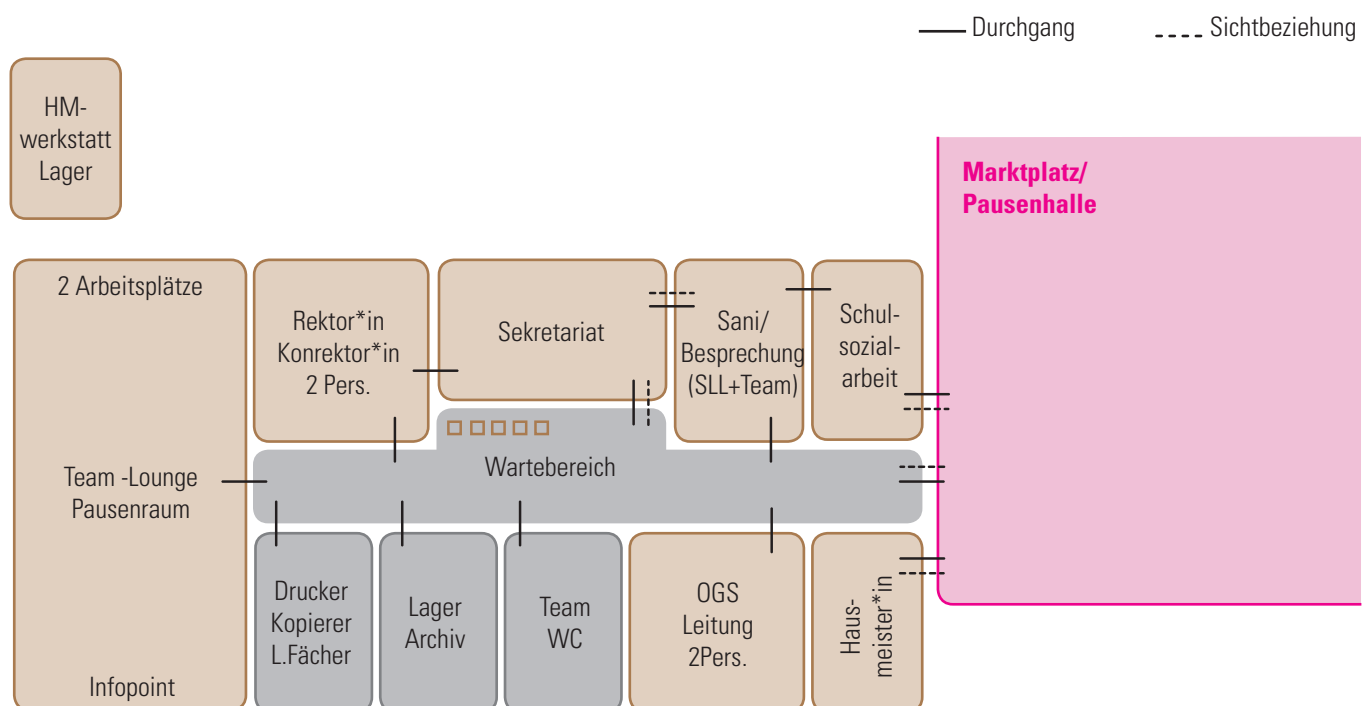 Durchgang
Sichtbeziehung
HM-
werkstatt
Lager
Marktplatz/
Pausenhalle
2 Arbeitsplätze
Team -Lounge
Pausenraum
Infopoint
Rektor*in
Konrektor*in
2 Pers.
Sekretariat
Sani/
Besprechung
(SLL+Team)
Schul-
sozial-
arbeit
Wartebereich
Drucker
Kopierer
L.Fächer
Lager
Archiv
Team
WC
OGS
Leitung
2Pers.
Haus-
meister*in